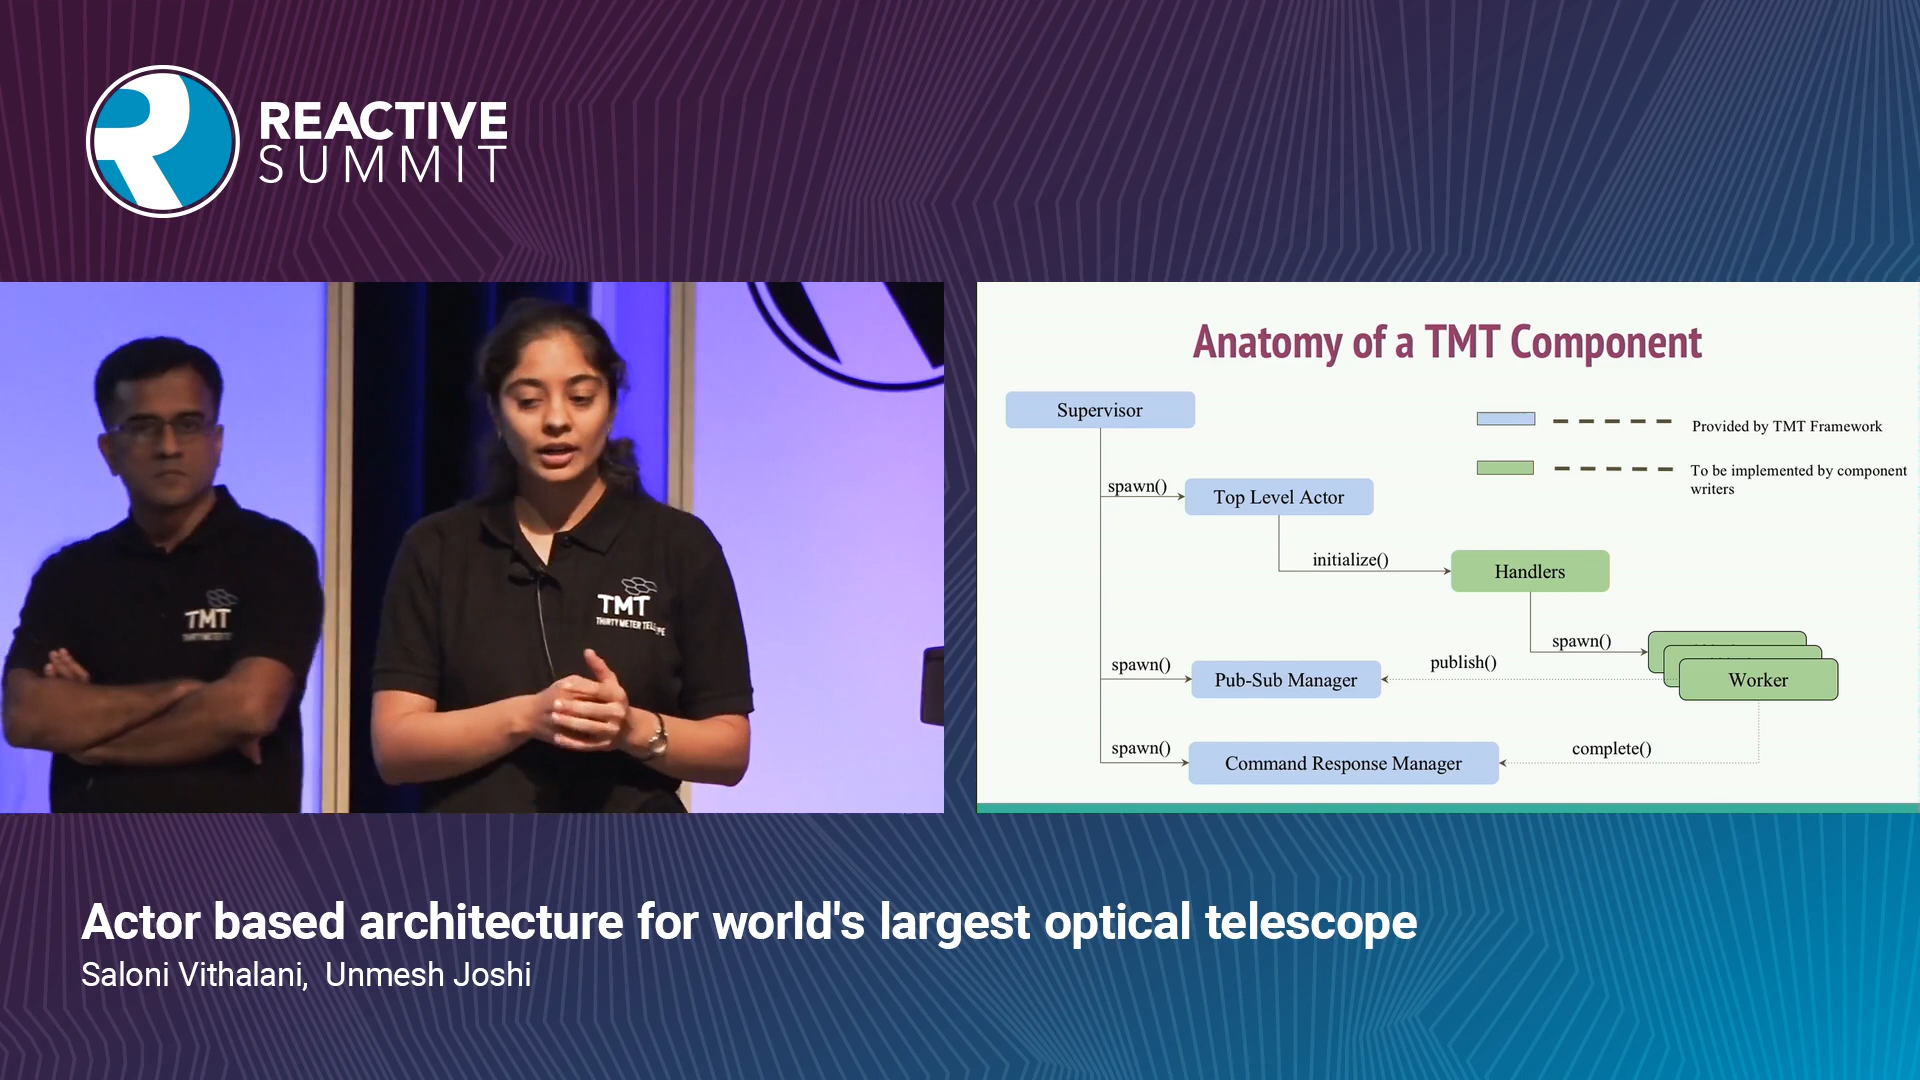 REACTIVE
SUMMIT
TMT
TMT
THIRTY METER
Anatomy of a TMT Component
Supervisor
Provided by TMT Framework
To be implemented by component
writers
spawn()
Top Level Actor
initialize()
Handlers
spawn()
spawn()
Pub-Sub Manager
publish()
Worker
spawn()
Command Response Manager
complete()
Actor based architecture for world's largest optical telescope
Saloni Vithalani, Unmesh Joshi